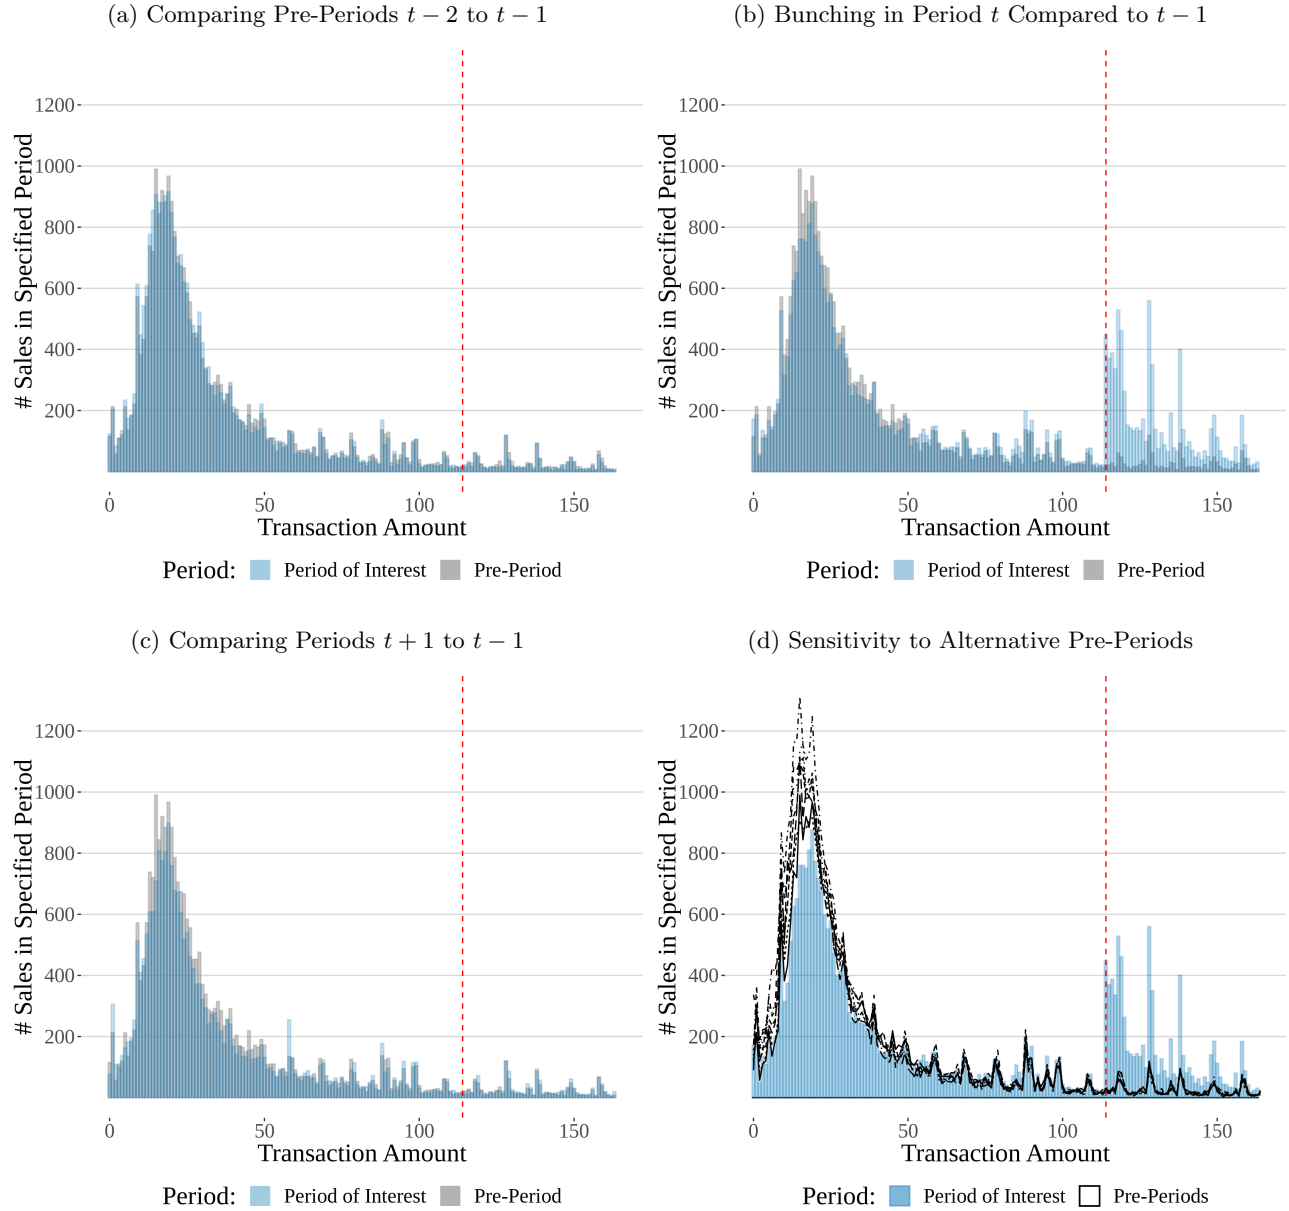 (a) Comparing Pre-Periods t − 2 to t − 1
# Sales in Specified Period
1200
1000
800
600
400
200
0 50 100 150
Transaction Amount
Period: Period of Interest Pre-Period
(b) Bunching in Period t Compared to t − 1
# Sales in Specified Period
1200
1000
800
600
400
200
0 50 100 150
Transaction Amount
Period: Period of Interest Pre-Period
(c) Comparing Periods t + 1 to t − 1
# Sales in Specified Period
1200
1000
800
600
400
200
0 50 100 150
Transaction Amount
Period: Period of Interest Pre-Period
(d) Sensitivity to Alternative Pre-Periods
# Sales in Specified Period
1200
1000
800
600
400
200
0 50 100 150
Transaction Amount
Period: Period of Interest Pre-Periods